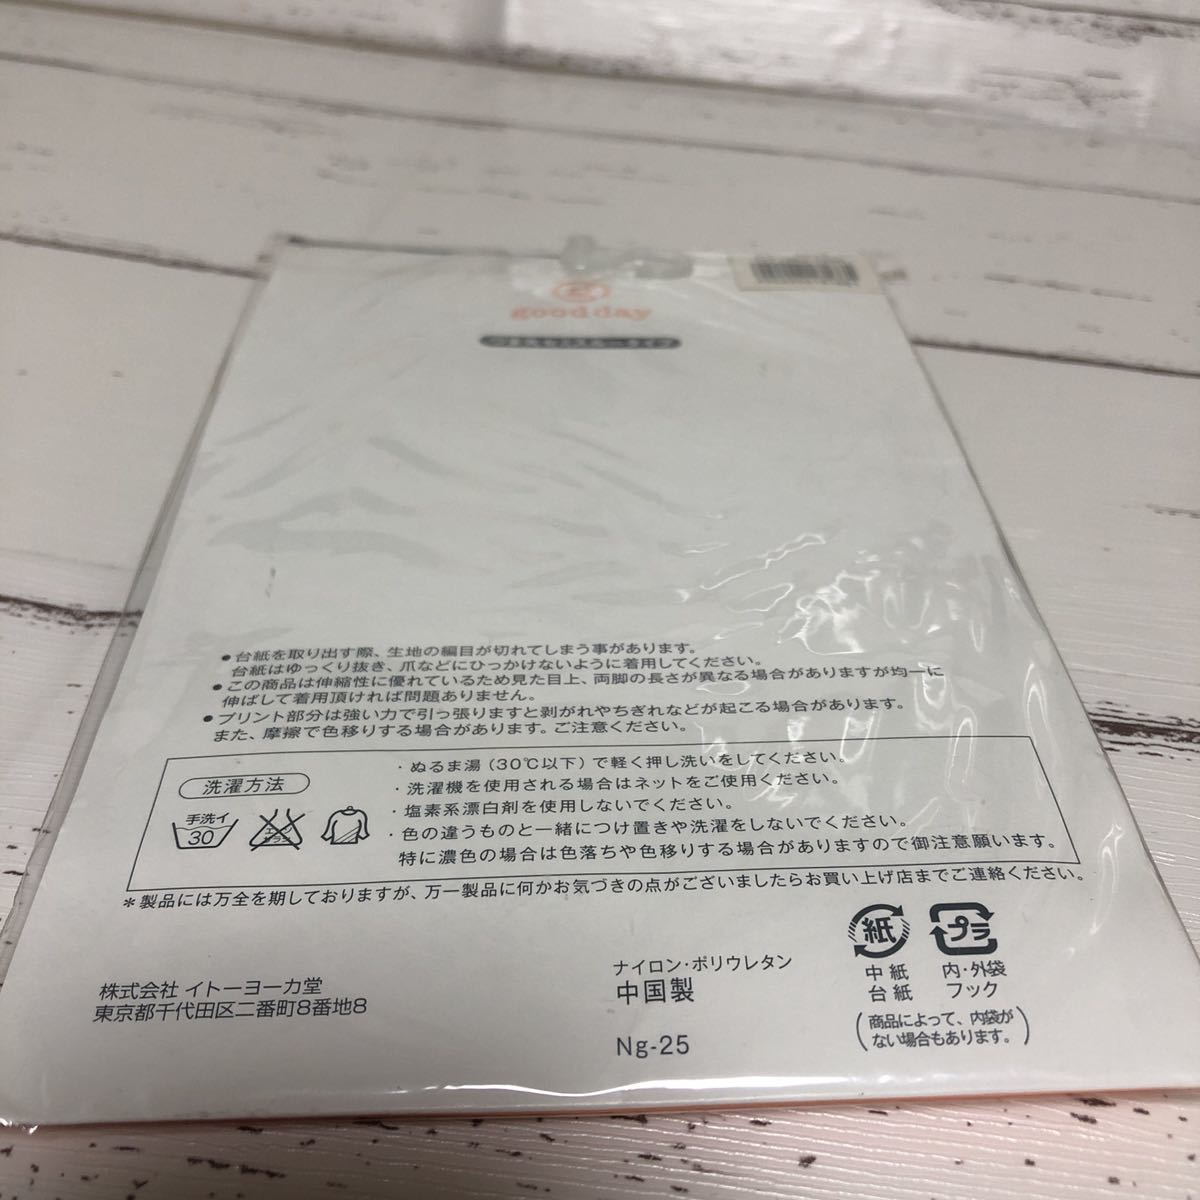 good day
つま先もスルータイプ
●台紙を取り出す際、生地の編目が切れてしまう事があります。
台紙はゆっくり抜き、爪などにひっかけないように着用してください。
●この商品は伸縮性に優れているため見た目上、両脚の長さが異なる場合がありますが均一に
伸ばして着用頂ければ問題ありません。
●プリント部分は強い力で引っ張りますと剥がれやちぎれなどが起こる場合があります。
また、摩擦で色移りする場合があります。ご注意ください。
洗濯方法
手洗イ
30
・ぬるま湯(30℃以下)で軽く押し洗いをしてください。
・洗濯機を使用される場合はネットをご使用ください。
・塩素系漂白剤を使用しないでください。
・色の違うものと一緒につけ置きや洗濯をしないでください。
特に濃色の場合は色落ちや色移りする場合がありますので御注意願います。
*製品には万全を期しておりますが、万一製品に何かお気づきの点がございましたらお買い上げ店までご連絡ください。
株式会社 イトーヨーカ堂
東京都千代田区二番町8番地8
ナイロン・ポリウレタン
中国製
Ng-25
紙
中紙
台紙
プラ
内・外袋
フック
(商品によって、内袋が
ない場合もあります。)